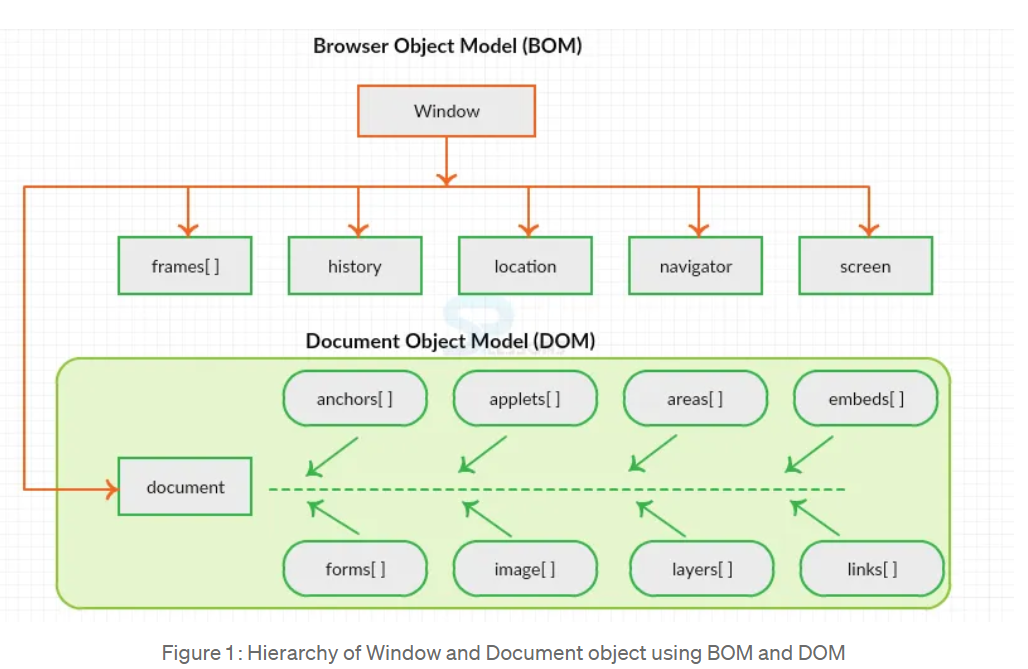 Browser Object Model (BOM)
Window
frames[ ]
history
location
navigator
screen
Document Object Model (DOM)
anchors[ ]
applets[ ]
areas[ ]
embeds[ ]
document
forms[ ]
image[ ]
layers[ ]
links[ ]
Figure 1: Hierarchy of Window and Document object using BOM and DOM